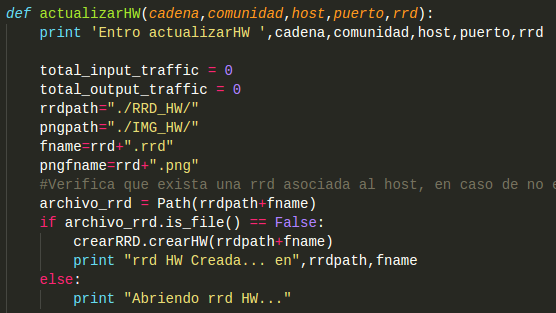 def actualizarHW(cadena,comunidad,host,puerto,rrd):
print 'Entro actualizarHW ',cadena,comunidad,host,puerto,rrd
total_input_traffic = 0
total_output_traffic = 0
rrdpath="./RRD_HW/"
pngpath="./IMG_HW/"
fname=rrd+".rrd"
pngfname=rrd+".png"
#Verifica que exista una rrd asociada al host, en caso de no
archivo_rrd = Path(rrdpath+fname)
if archivo_rrd.is_file() == False:
crearRRD.crearHW(rrdpath+fname)
print "rrd HW Creada... en",rrdpath,fname
else:
print "Abriendo rrd HW..."